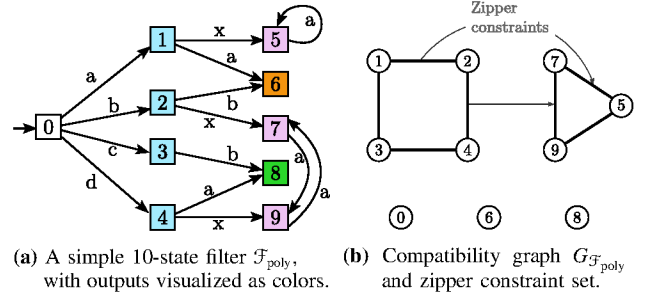 Zipper
constraints
0
a
b
c
d
1
2
3
4
x
a
b
x
b
a
x
5
6
7
8
9
a
a
a
1
2
3
4
7
5
9
0
6
8
(a) A simple 10-state filter ℱpoly,
with outputs visualized as colors.
(b) Compatibility graph Gℱpoly
and zipper constraint set.